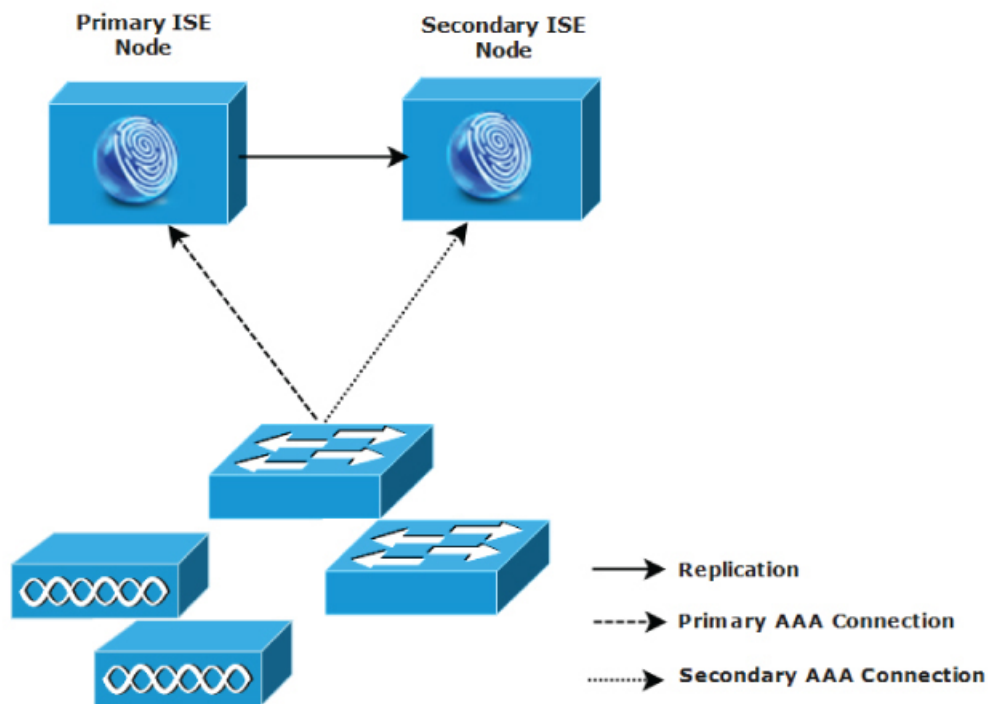 Primary ISE
Node
Secondary ISE
Node
Replication
Primary AAA Connection
Secondary AAA Connection